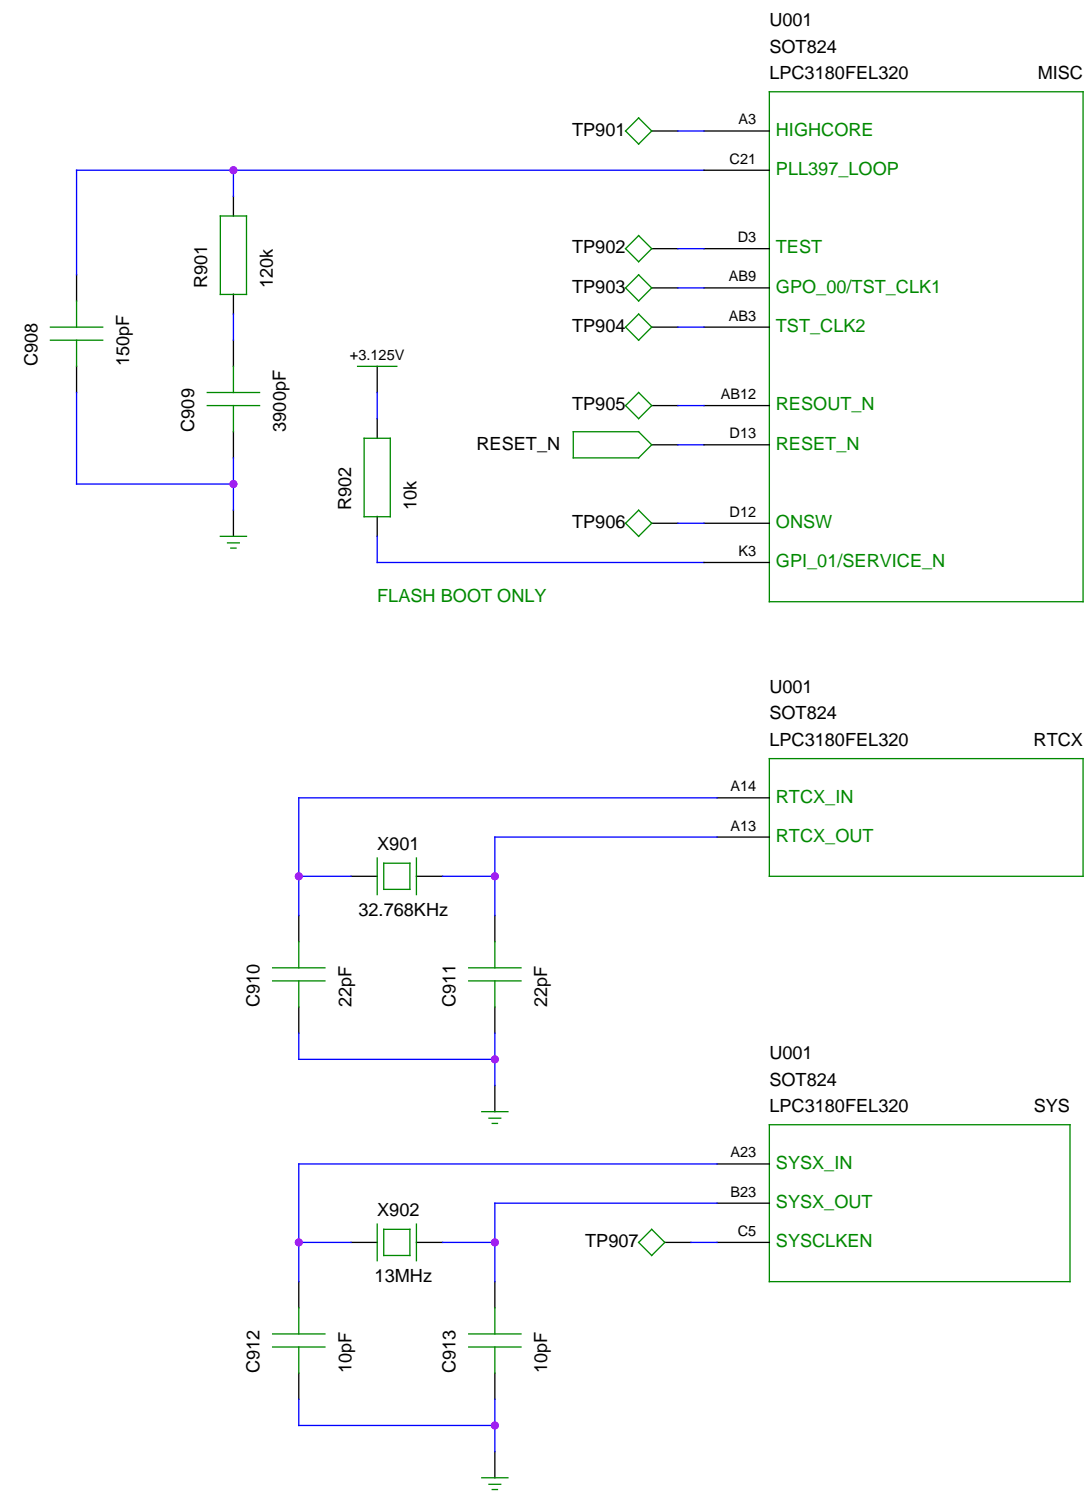 U001
SOT824
LPC3180FEL320 MISC
TP901 A3 HIGHCORE
C21 PLL397_LOOP
R901 120k
TP902 D3 TEST
TP903 AB9 GPO_00/TST_CLK1
C908 150pF
TP904 AB3 TST_CLK2
+3.125V
C909 3900pF
TP905 AB12 RESOUT_N
RESET_N D13 RESET_N
R902 10k
TP906 D12 ONSW
K3 GPI_01/SERVICE_N
FLASH BOOT ONLY
U001
SOT824
LPC3180FEL320 RTCX
A14 RTCX_IN
A13 RTCX_OUT
X901
32.768KHz
C910 22pF C911 22pF
U001
SOT824
LPC3180FEL320 SYS
A23 SYSX_IN
B23 SYSX_OUT
X902
TP907 C5 SYSCLKEN
13MHz
C912 10pF C913 10pF